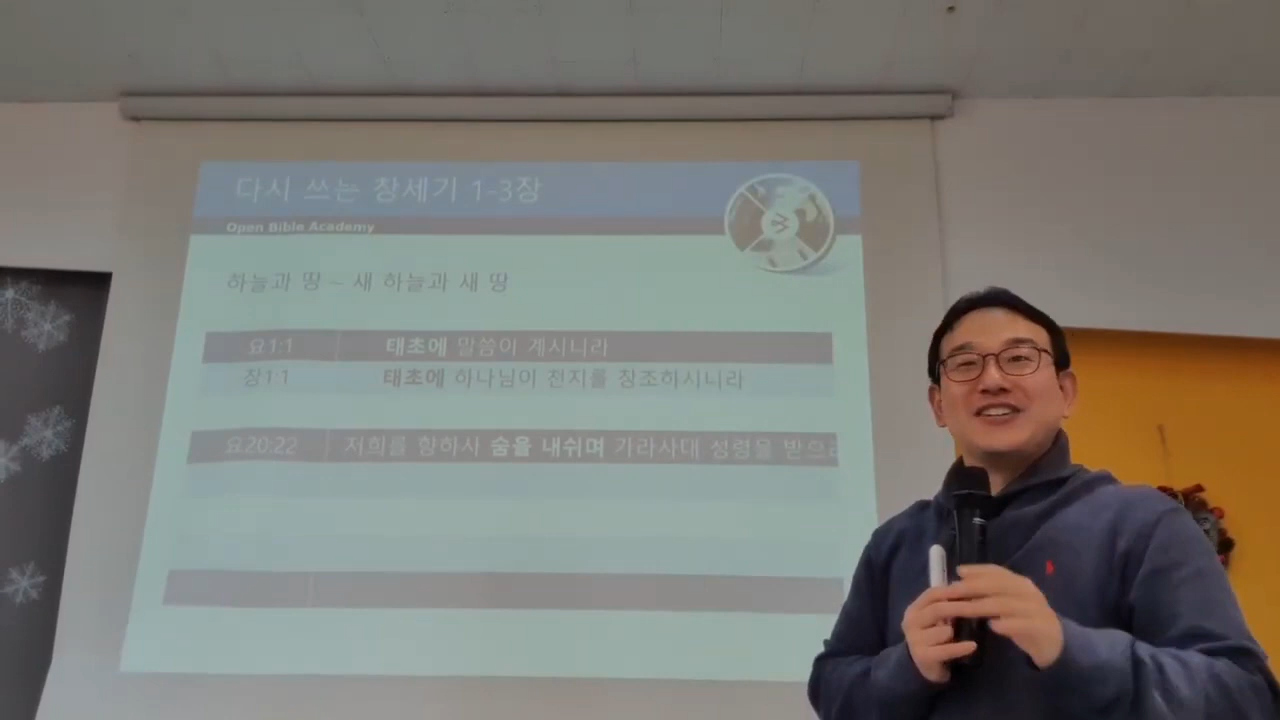 다시 쓰는 창세기 1-3장
Open Bible Academy
하늘과 땅 – 새 하늘과 새 땅
요1:1 태초에 말씀이 계시니라
창1:1 태초에 하나님이 천지를 창조하시니라
요20:22 저희를 향하사 숨을 내쉬며 가라사대 성령을 받으라